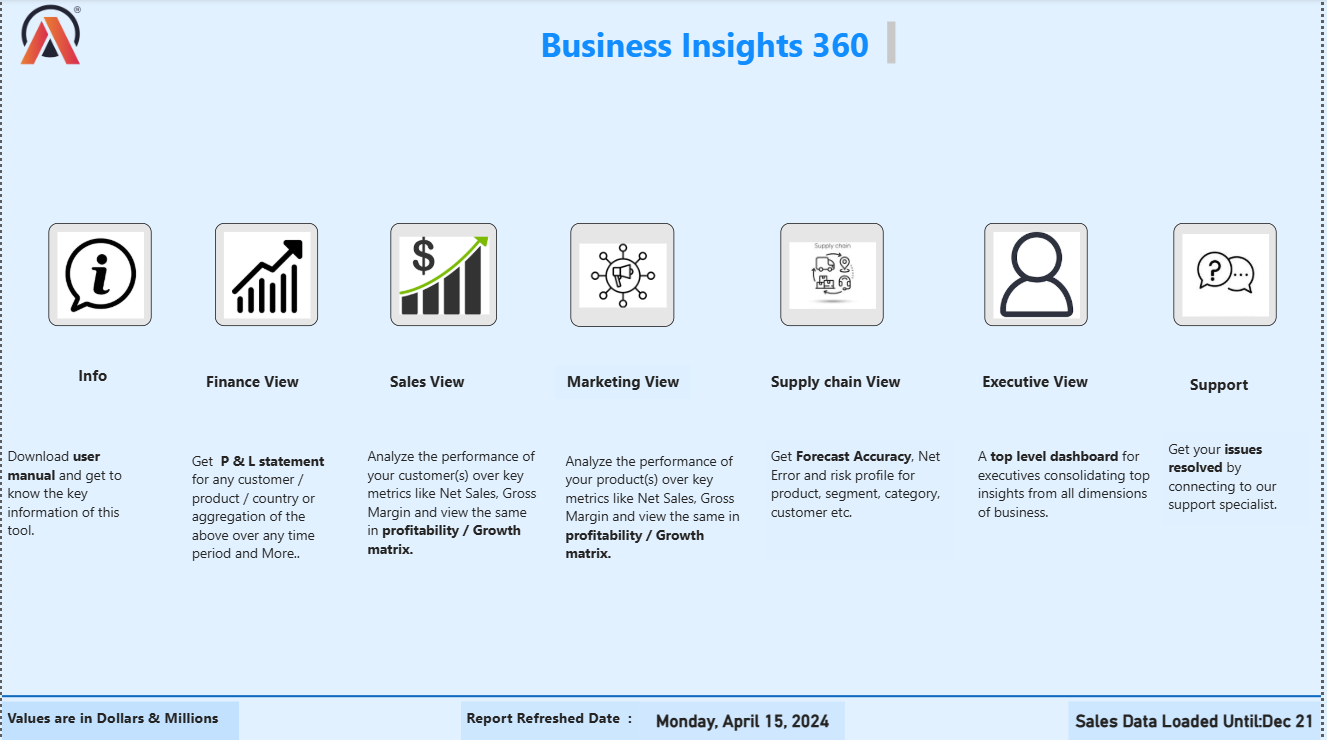 ®
Business Insights 360
Supply chain
Info
Finance View
Sales View
Marketing View
Supply chain View
Executive View
Support
Download user
manual and get to
know the key
information of this
tool.
Get  P & L statement
for any customer /
product / country or
aggregation of the
above over any time
period and More..
Analyze the performance of
your customer(s) over key
metrics like Net Sales, Gross
Margin and view the same
in profitability / Growth
matrix.
Analyze the performance of
your product(s) over key
metrics like Net Sales, Gross
Margin and view the same in
profitability / Growth
matrix.
Get Forecast Accuracy, Net
Error and risk profile for
product, segment, category,
customer etc.
A top level dashboard for
executives consolidating top
insights from all dimensions
of business.
Get your issues
resolved by
connecting to our
support specialist.
Values are in Dollars & Millions
Report Refreshed Date  :
Monday, April 15, 2024
Sales Data Loaded Until:Dec 21